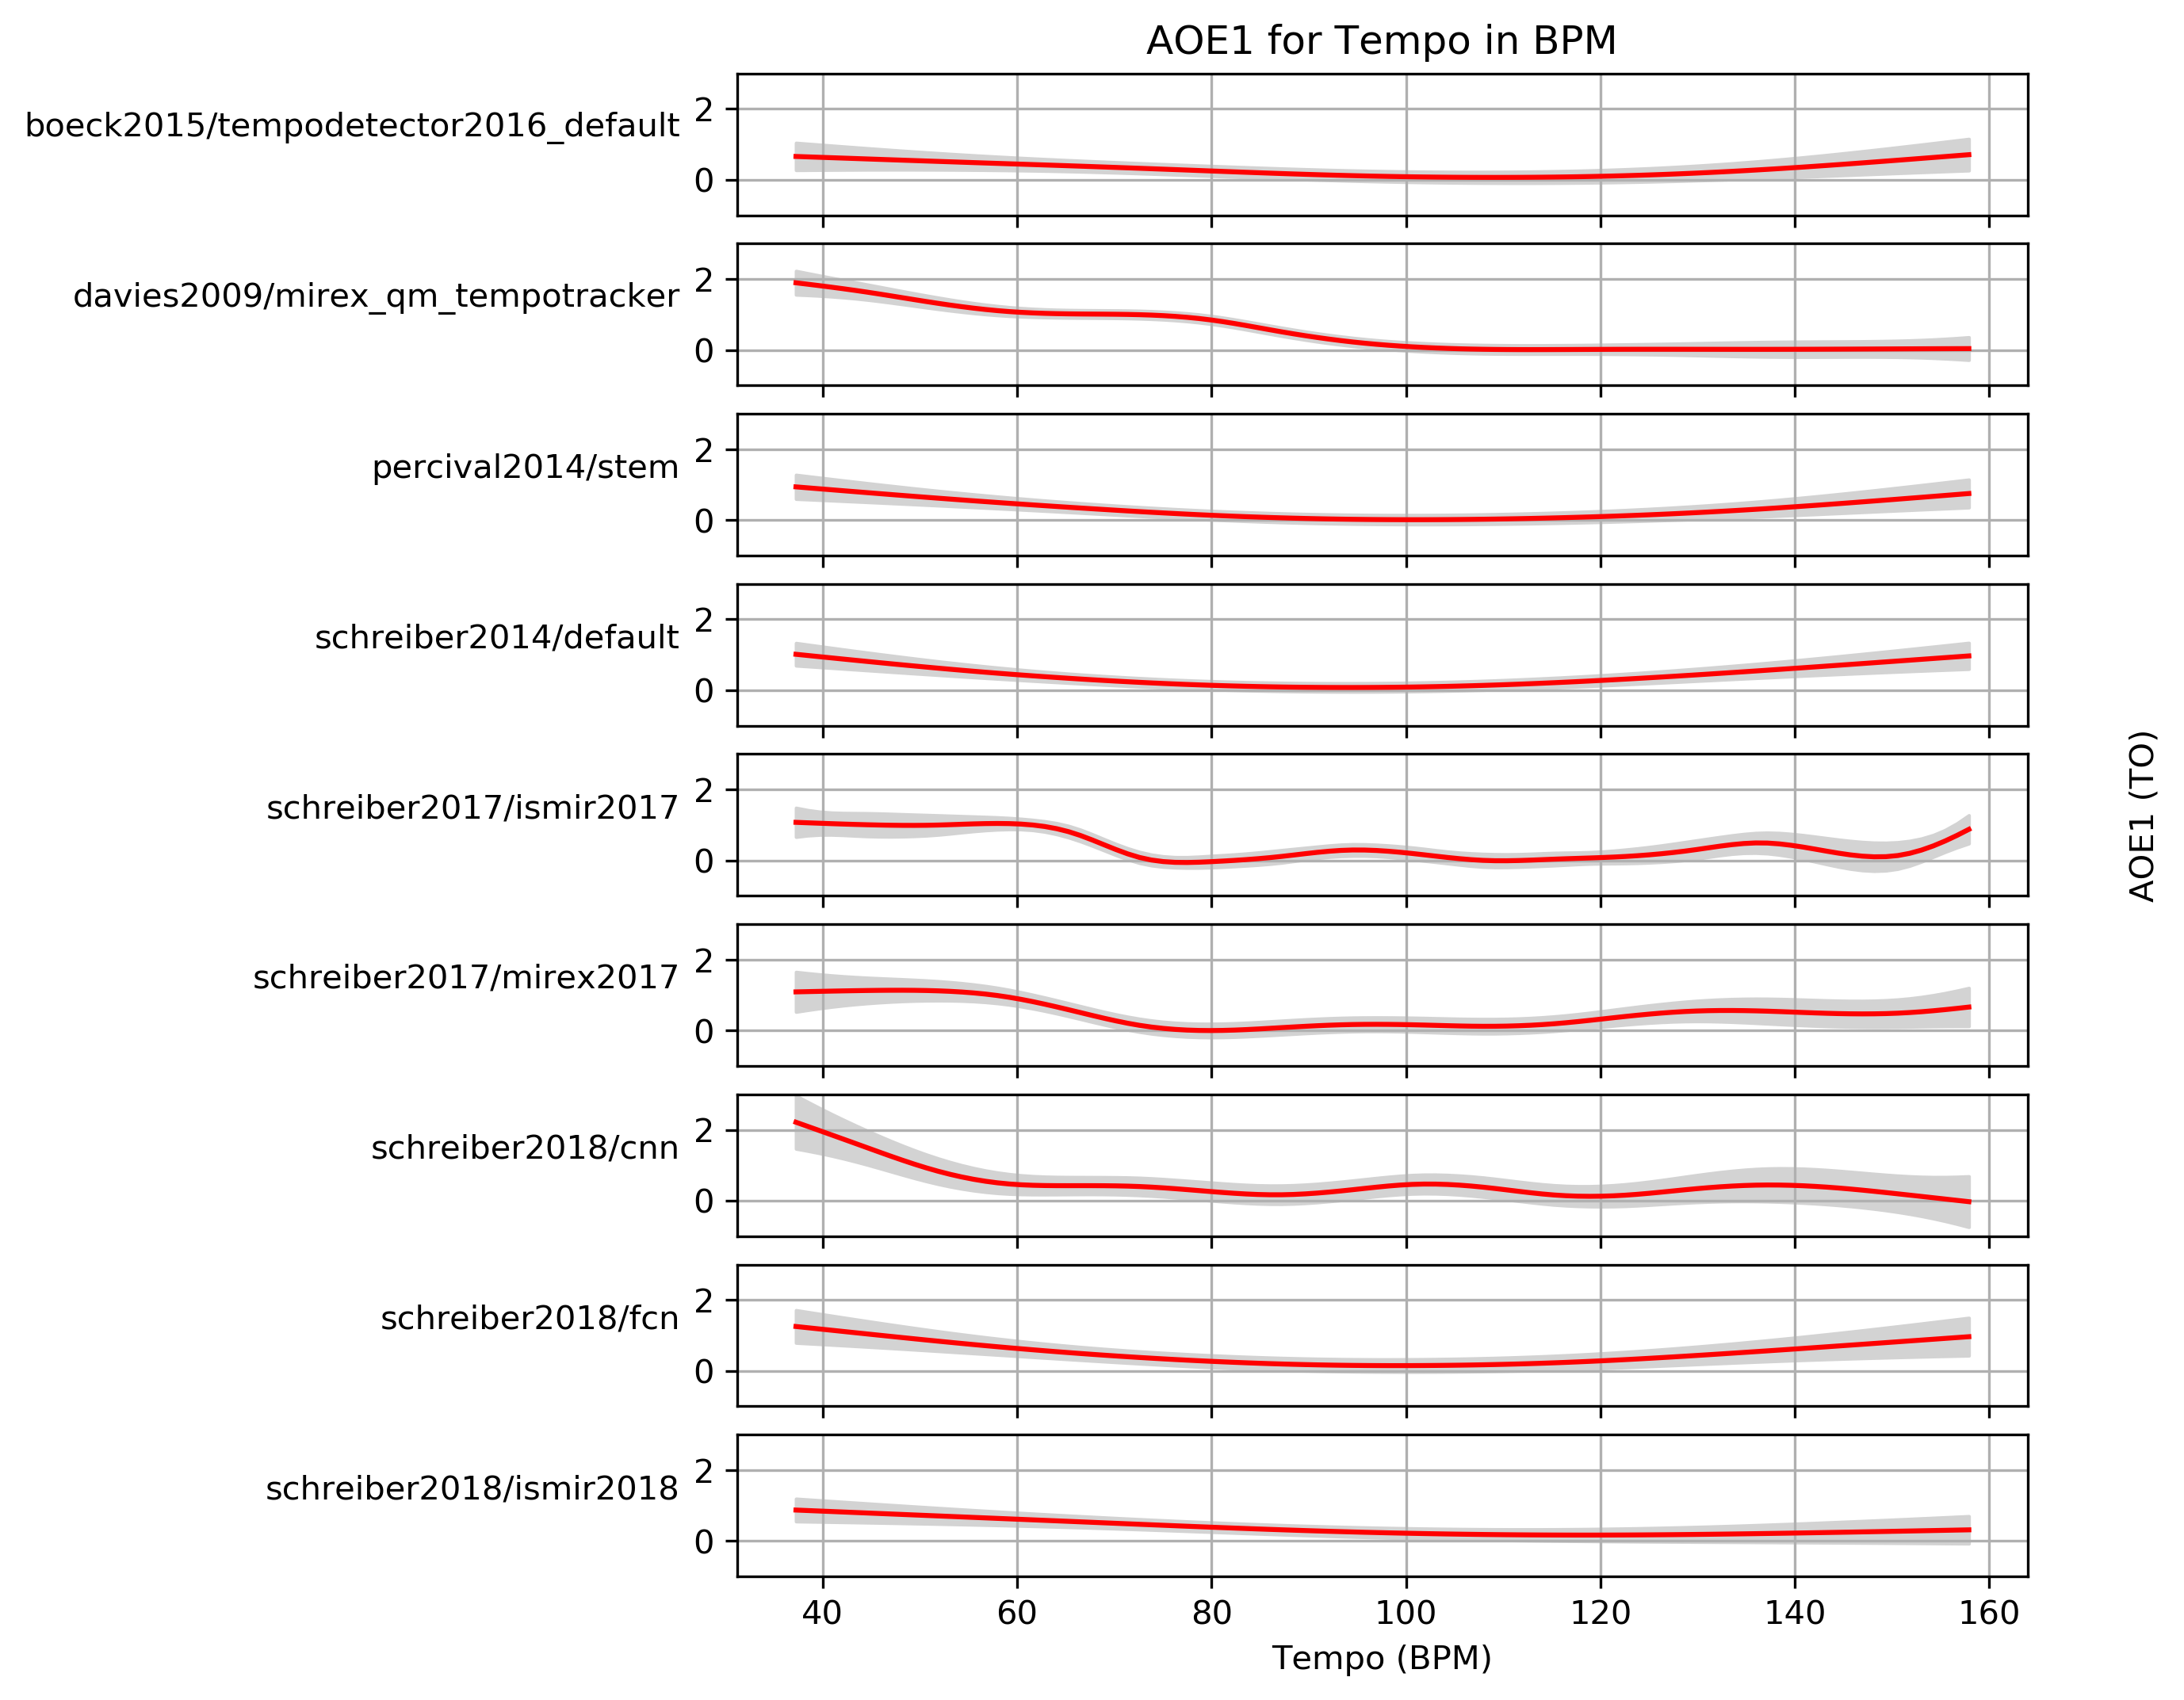 AOE1 for Tempo in BPM
boeck2015/tempodetector2016_default
2
0
davies2009/mirex_qm_tempotracker
2
0
percival2014/stem
2
0
schreiber2014/default
2
0
schreiber2017/ismir2017
2
0
schreiber2017/mirex2017
2
0
schreiber2018/cnn
2
0
schreiber2018/fcn
2
0
schreiber2018/ismir2018
2
0
40 60 80 100 120 140 160
Tempo (BPM)
AOE1 (TO)